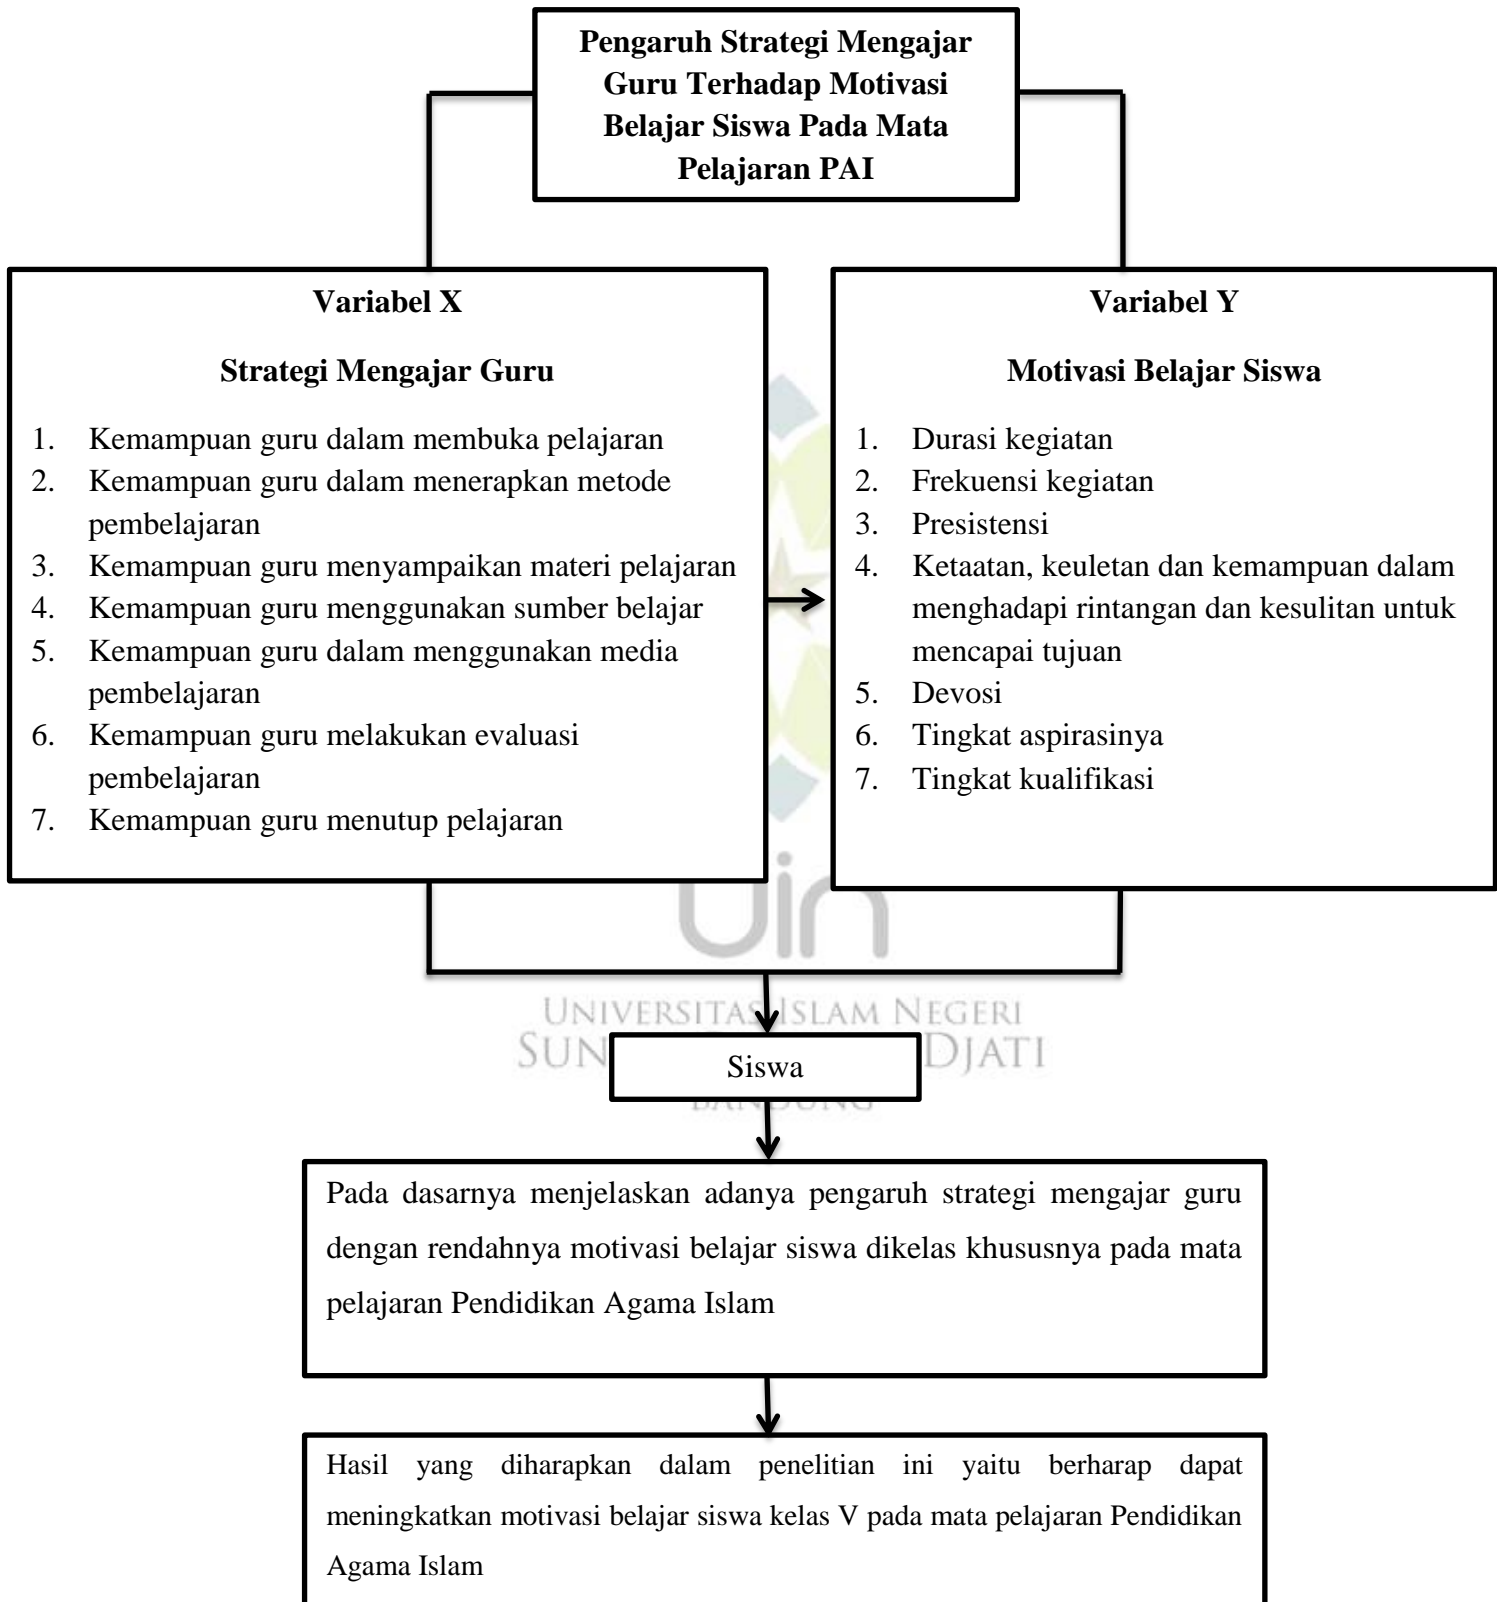 Pengaruh Strategi Mengajar
Guru Terhadap Motivasi
Belajar Siswa Pada Mata
Pelajaran PAI
Variabel X
Strategi Mengajar Guru
1. Kemampuan guru dalam membuka pelajaran
2. Kemampuan guru dalam menerapkan metode
pembelajaran
3. Kemampuan guru menyampaikan materi pelajaran
4. Kemampuan guru menggunakan sumber belajar
5. Kemampuan guru dalam menggunakan media
pembelajaran
6. Kemampuan guru melakukan evaluasi
pembelajaran
7. Kemampuan guru menutup pelajaran
Variabel Y
Motivasi Belajar Siswa
1. Durasi kegiatan
2. Frekuensi kegiatan
3. Presistensi
4. Ketaatan, keuletan dan kemampuan dalam
menghadapi rintangan dan kesulitan untuk
mencapai tujuan
5. Devosi
6. Tingkat aspirasinya
7. Tingkat kualifikasi
uin
UNIVERSITAS ISLAM NEGERI
DJATI
BANDUNG
Siswa
Pada dasarnya menjelaskan adanya pengaruh strategi mengajar guru
dengan rendahnya motivasi belajar siswa dikelas khususnya pada mata
pelajaran Pendidikan Agama Islam
Hasil yang diharapkan dalam penelitian ini yaitu berharap dapat
meningkatkan motivasi belajar siswa kelas V pada mata pelajaran Pendidikan
Agama Islam